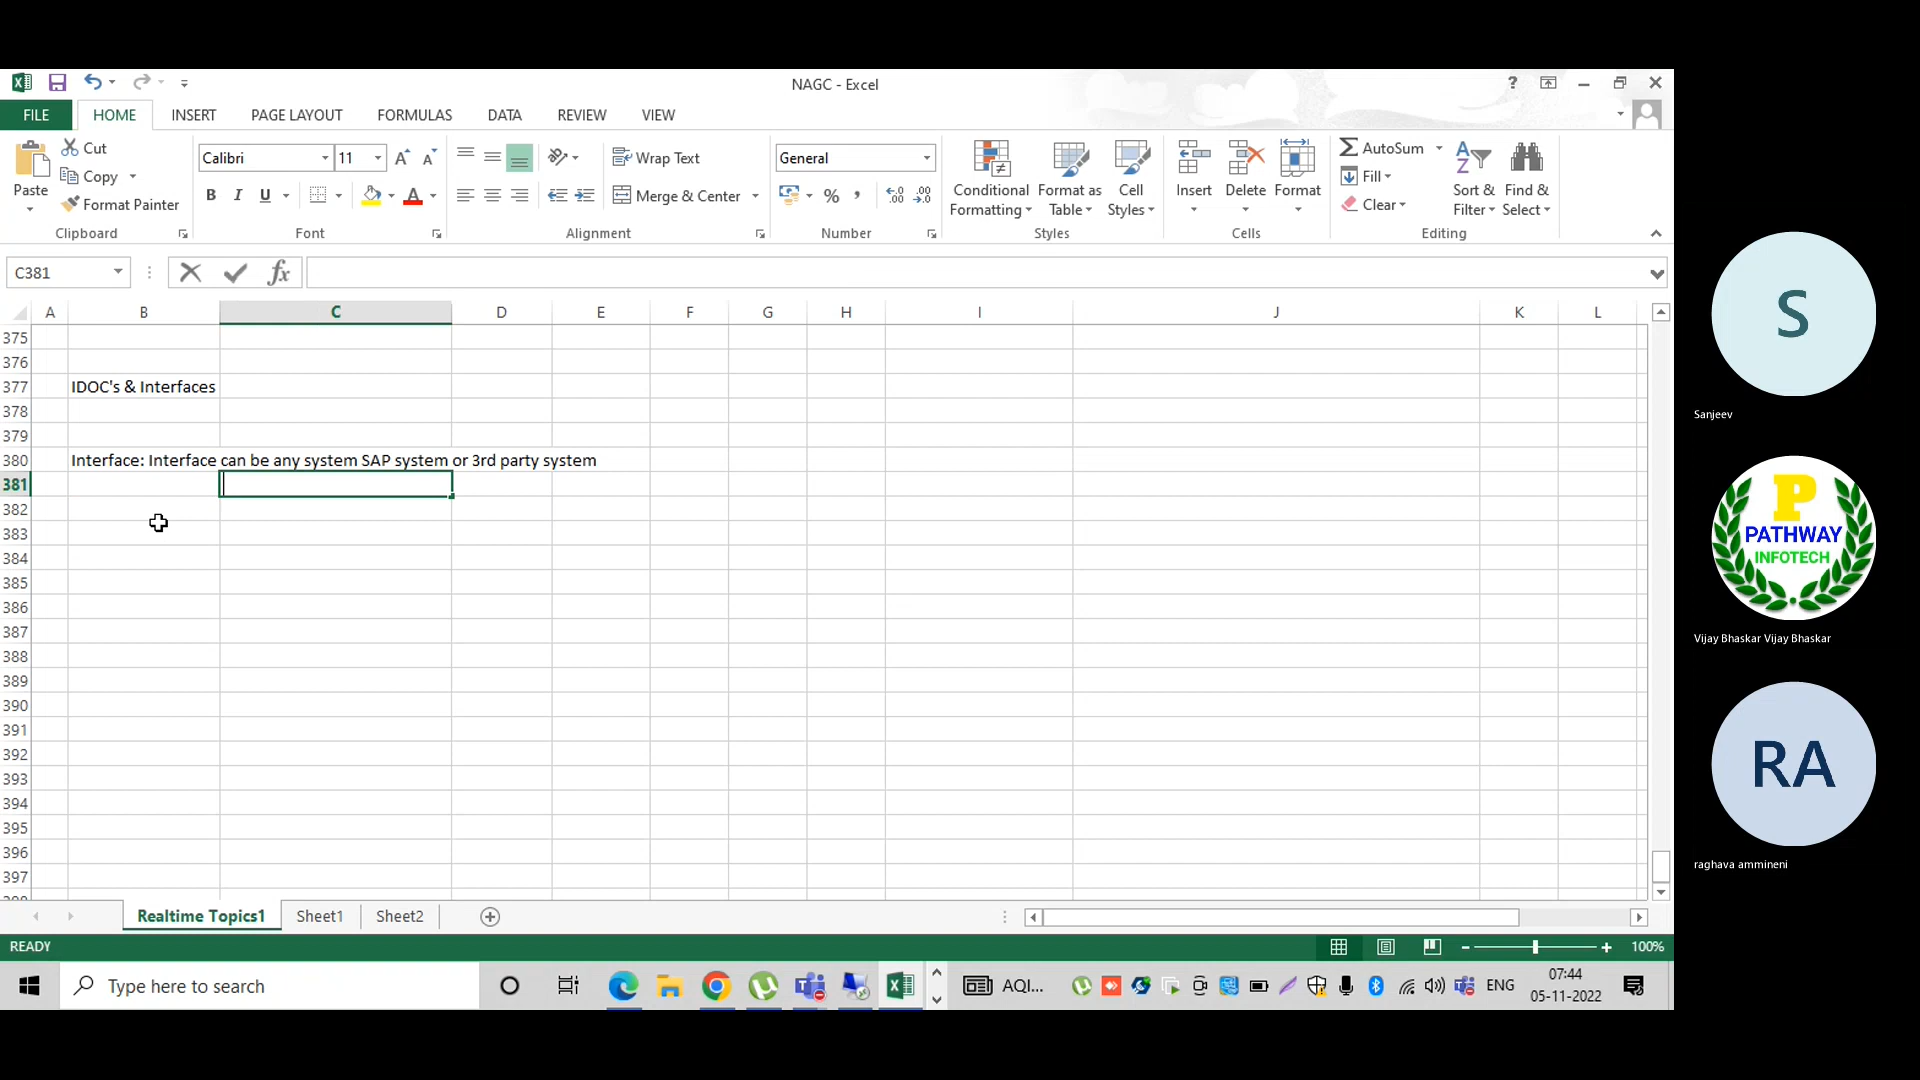 NAGC - Excel
?
FILE HOME INSERT PAGE LAYOUT FORMULAS DATA REVIEW VIEW
Paste
Cut
Copy
Format Painter
Clipboard
Calibri 11
B I U A
Font
Wrap Text
Merge & Center
Alignment
General
% ,
Number
Conditional Formatting
Format as Table
Cell Styles
Styles
Insert
Delete
Format
Cells
AutoSum
Fill
Clear
Sort & Filter
Find & Select
Editing
C381
fx
A B C D E F G H I J K L
375
376
377 IDOC's & Interfaces
378
379
380 Interface: Interface can be any system SAP system or 3rd party system
381
382
383
384
385
386
387
388
389
390
391
392
393
394
395
396
397
Realtime Topics1 Sheet1 Sheet2
READY
100%
Type here to search
AQI...
ENG
07:44
05-11-2022
S
Sanjeev
P
PATHWAY
INFOTECH
Vijay Bhaskar Vijay Bhaskar
RA
raghava ammineni